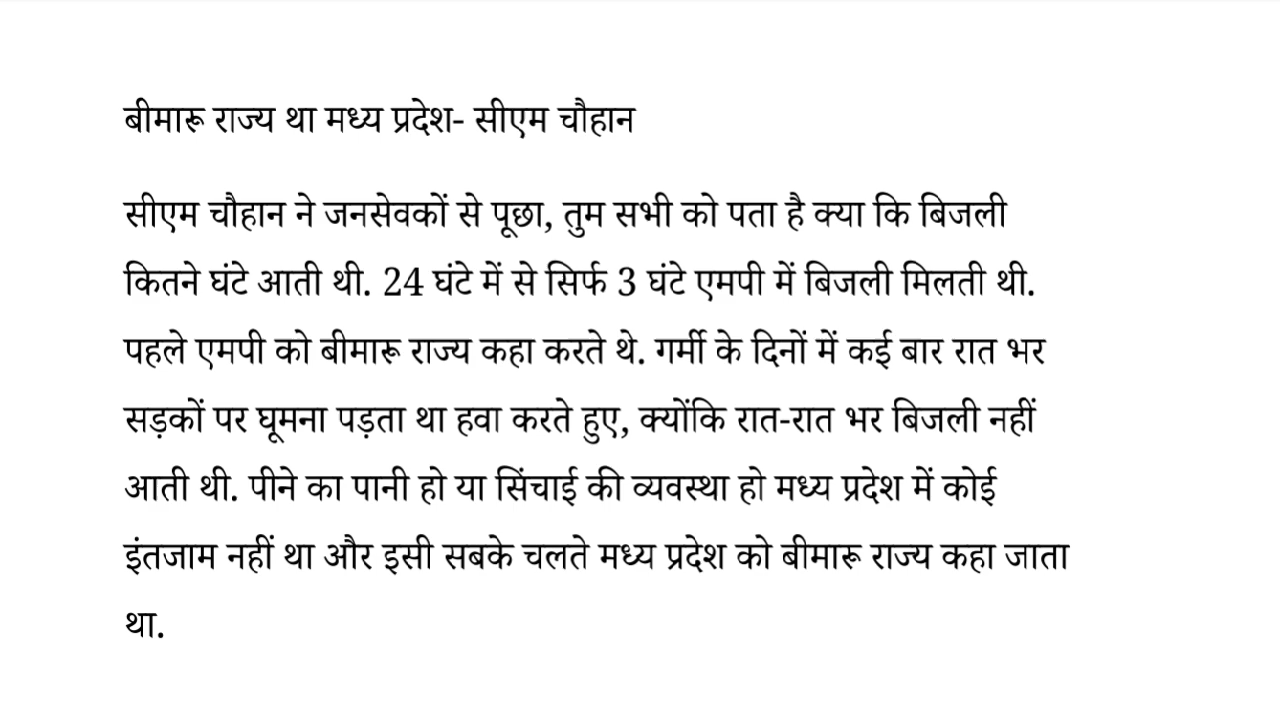 बीमारू राज्य था मध्य प्रदेश- सीएम चौहान
सीएम चौहान ने जनसेवकों से पूछा, तुम सभी को पता है क्या कि बिजली
कितने घंटे आती थी. 24 घंटे में से सिर्फ 3 घंटे एमपी में बिजली मिलती थी.
पहले एमपी को बीमारू राज्य कहा करते थे. गर्मी के दिनों में कई बार रात भर
सड़कों पर घूमना पड़ता था हवा करते हुए, क्योंकि रात-रात भर बिजली नहीं
आती थी. पीने का पानी हो या सिंचाई की व्यवस्था हो मध्य प्रदेश में कोई
इंतजाम नहीं था और इसी सबके चलते मध्य प्रदेश को बीमारू राज्य कहा जाता
था.